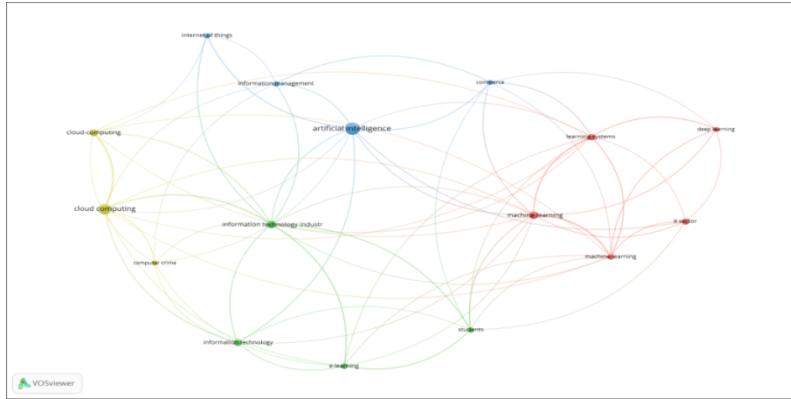 internet of things
information management
commerce
artificial intelligence
cloud-computing
deep learning
learning systems
cloud computing
machine-learning
it sector
information technology-industr
machine learning
computer crime
students
information technology
e-learning
VOSviewer